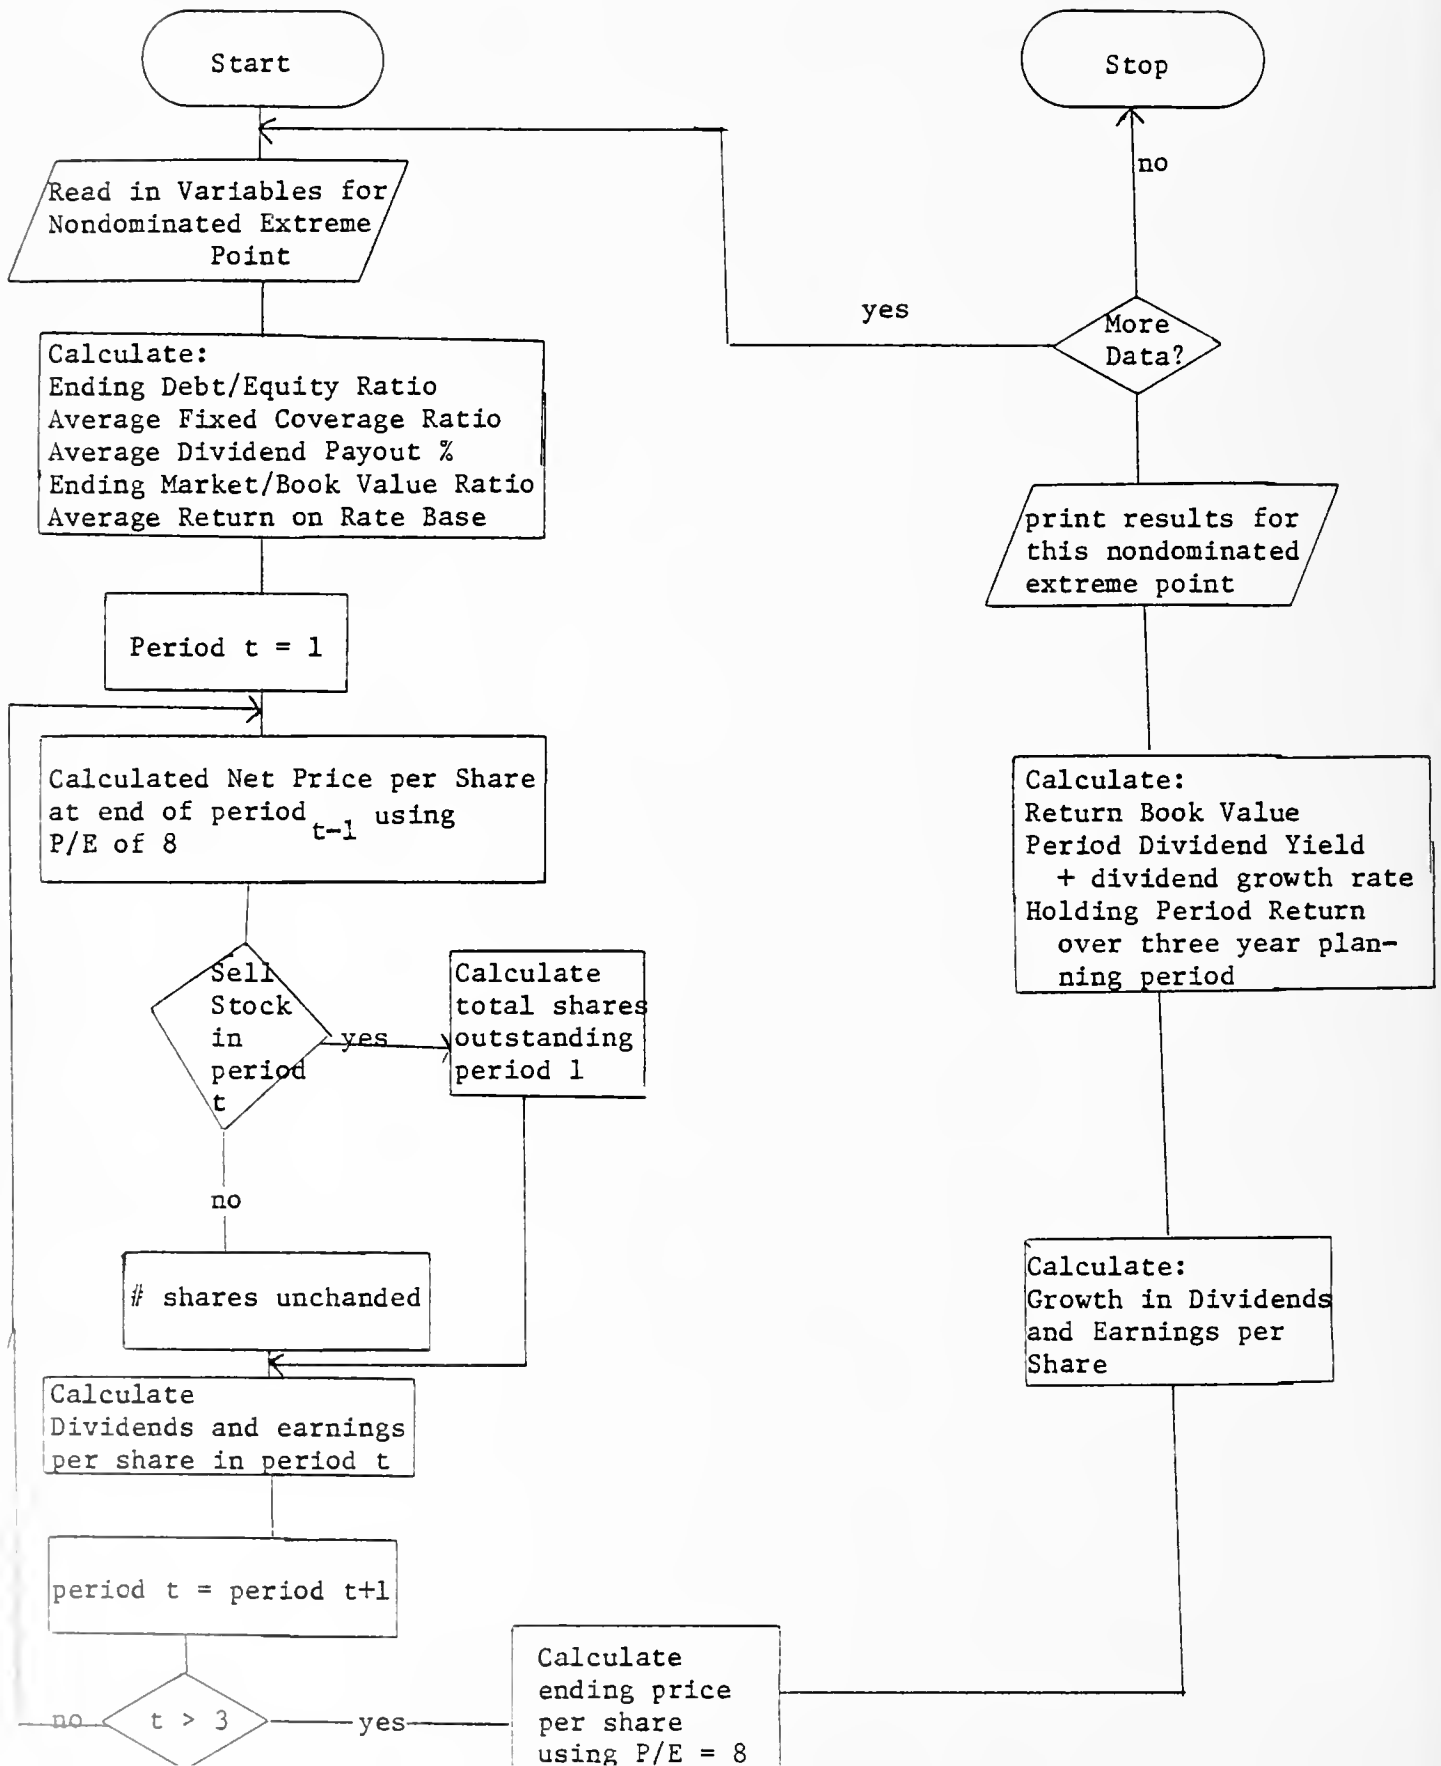 Start
Read in Variables for
Nondominated Extreme
Point
Calculate:
Ending Debt/Equity Ratio
Average Fixed Coverage Ratio
Average Dividend Payout %
Ending Market/Book Value Ratio
Average Return on Rate Base
Period t = 1
Calculated Net Price per Share
at end of period t-1 using
P/E of 8
Sell
Stock
in
period
t
yes
Calculate
total shares
outstanding
period 1
no
# shares unchanded
Calculate
Dividends and earnings
per share in period t
period t = period t+1
t > 3
no
yes
Calculate
ending price
per share
using P/E = 8
Calculate:
Growth in Dividends
and Earnings per
Share
Calculate:
Return Book Value
Period Dividend Yield
+ dividend growth rate
Holding Period Return
over three year plan-
ning period
print results for
this nondominated
extreme point
More
Data?
yes
no
Stop